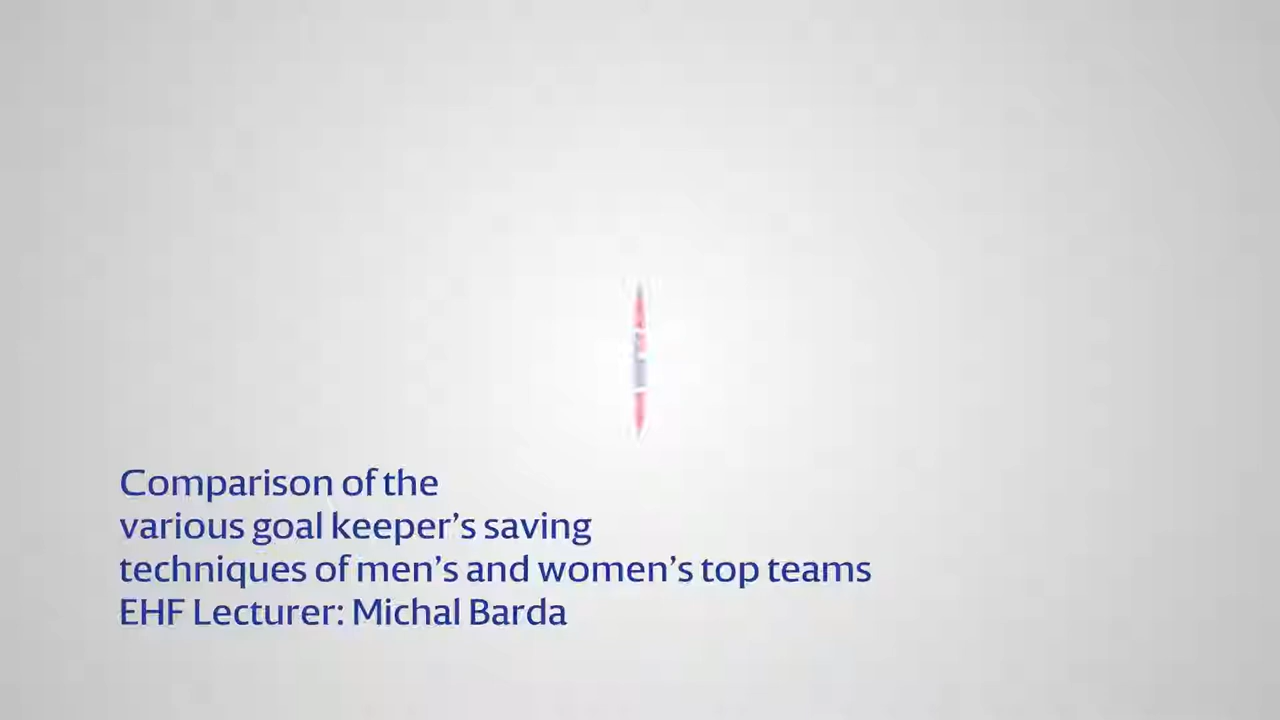 Comparison of the
various goal keeper’s saving
techniques of men’s and women’s top teams
EHF Lecturer: Michal Barda